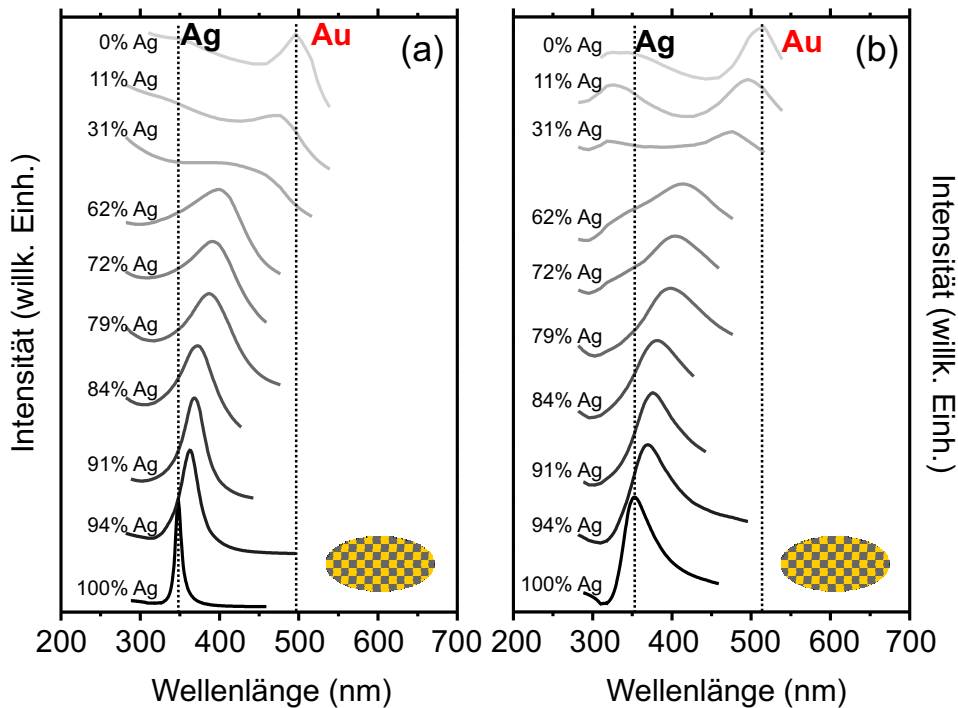 Intensität (willk. Einh.)
Ag Au (a)
0% Ag
11% Ag
31% Ag
62% Ag
72% Ag
79% Ag
84% Ag
91% Ag
94% Ag
100% Ag
200 300 400 500 600 700
Wellenlänge (nm)
Ag Au (b)
0% Ag
11% Ag
31% Ag
62% Ag
72% Ag
79% Ag
84% Ag
91% Ag
94% Ag
100% Ag
200 300 400 500 600 700
Wellenlänge (nm)
Intensität (willk. Einh.)